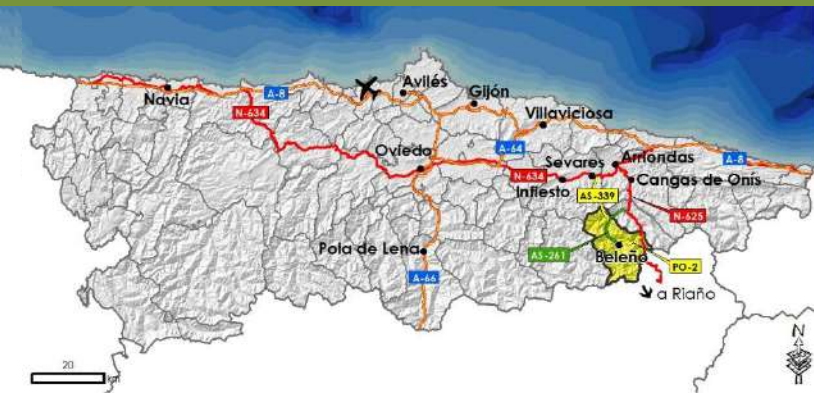 Avilés
Gijón
A-8
Navia
N-634
Villaviciosa
A-64
Oviedo
Sevares
Arriondas
A-8
N-634
Infiesto
Cangas de Onís
AS-339
N-625
Pola de Lena
AS-261
Beleño
PO-2
A-66
a Riaño
N
20
km